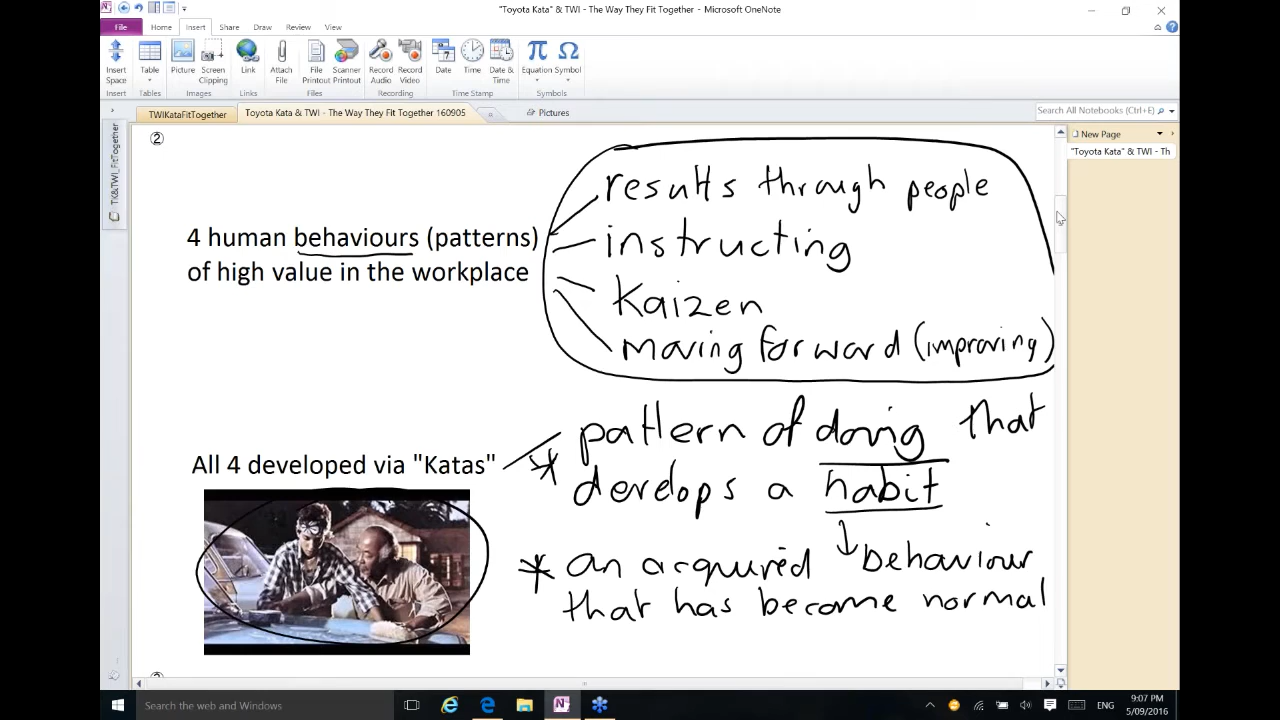 "Toyota Kata" & TWI - The Way They Fit Together - Microsoft OneNote
File Home Insert Share Draw Review View
Insert Space
Table
Picture
Screen Clipping
Link
Attach File
File Printout
Scanner Printout
Record Audio
Record Video
Date
Time
Date & Time
Equation
Symbol
Insert Tables Images Links Files Recording Time Stamp Symbols
TWIKataFitTogether
Toyota Kata & TWI - The Way They Fit Together 160905
Pictures
Search All Notebooks (Ctrl+E)
New Page
"Toyota Kata" & TWI - Th
TK&TWI_FitTogether
②
results through people
4 human behaviours (patterns)
of high value in the workplace
instructing
Kaizen
moving forward (improving)
pattern of doing that
All 4 developed via "Katas"
develops a habit
an acquired behaviour
that has become normal
Search the web and Windows
ENG
9:07 PM
5/09/2016